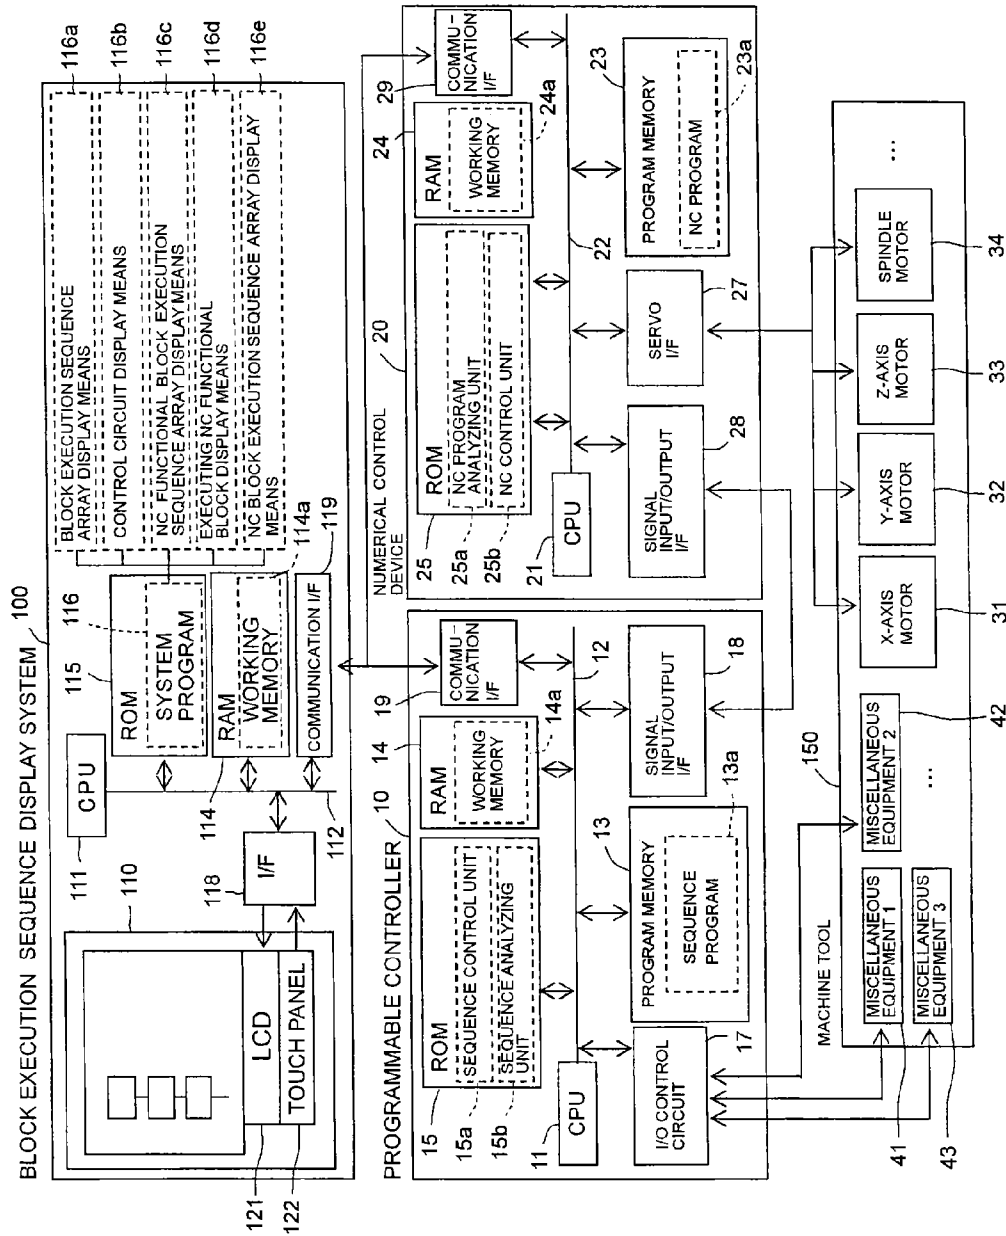 BLOCK EXECUTION SEQUENCE DISPLAY SYSTEM
100
110
LCD
TOUCH PANEL
121
122
118
I/F
111
CPU
112
115
ROM
116
SYSTEM
PROGRAM
114
RAM
WORKING
MEMORY
114a
COMMUNICATION I/F
119
BLOCK EXECUTION SEQUENCE
ARRAY DISPLAY MEANS
116a
CONTROL CIRCUIT DISPLAY MEANS
116b
NC FUNCTIONAL BLOCK EXECUTION
SEQUENCE ARRAY DISPLAY MEANS
116c
EXECUTING NC FUNCTIONAL
BLOCK DISPLAY MEANS
116d
NC BLOCK EXECUTION SEQUENCE ARRAY DISPLAY
MEANS
116e
PROGRAMMABLE CONTROLLER
10
15
ROM
15a
SEQUENCE CONTROL UNIT
15b
SEQUENCE ANALYZING
UNIT
14
RAM
WORKING
MEMORY
14a
19
COMMU-
NICATION
I/F
11
CPU
12
I/O CONTROL
CIRCUIT
17
13
PROGRAM MEMORY
SEQUENCE
PROGRAM
13a
SIGNAL
INPUT/OUTPUT
I/F
18
NUMERICAL CONTROL
DEVICE
20
25
ROM
25a
NC PROGRAM
ANALYZING UNIT
25b
NC CONTROL UNIT
24
RAM
WORKING
MEMORY
24a
29
COMMU-
NICATION
I/F
21
CPU
22
SIGNAL
INPUT/OUTPUT
I/F
28
SERVO
I/F
27
23
PROGRAM MEMORY
NC PROGRAM
23a
MACHINE TOOL
150
MISCELLANEOUS
EQUIPMENT 1
41
MISCELLANEOUS
EQUIPMENT 3
43
MISCELLANEOUS
EQUIPMENT 2
42
...
X-AXIS
MOTOR
31
Y-AXIS
MOTOR
32
Z-AXIS
MOTOR
33
SPINDLE
MOTOR
34
...